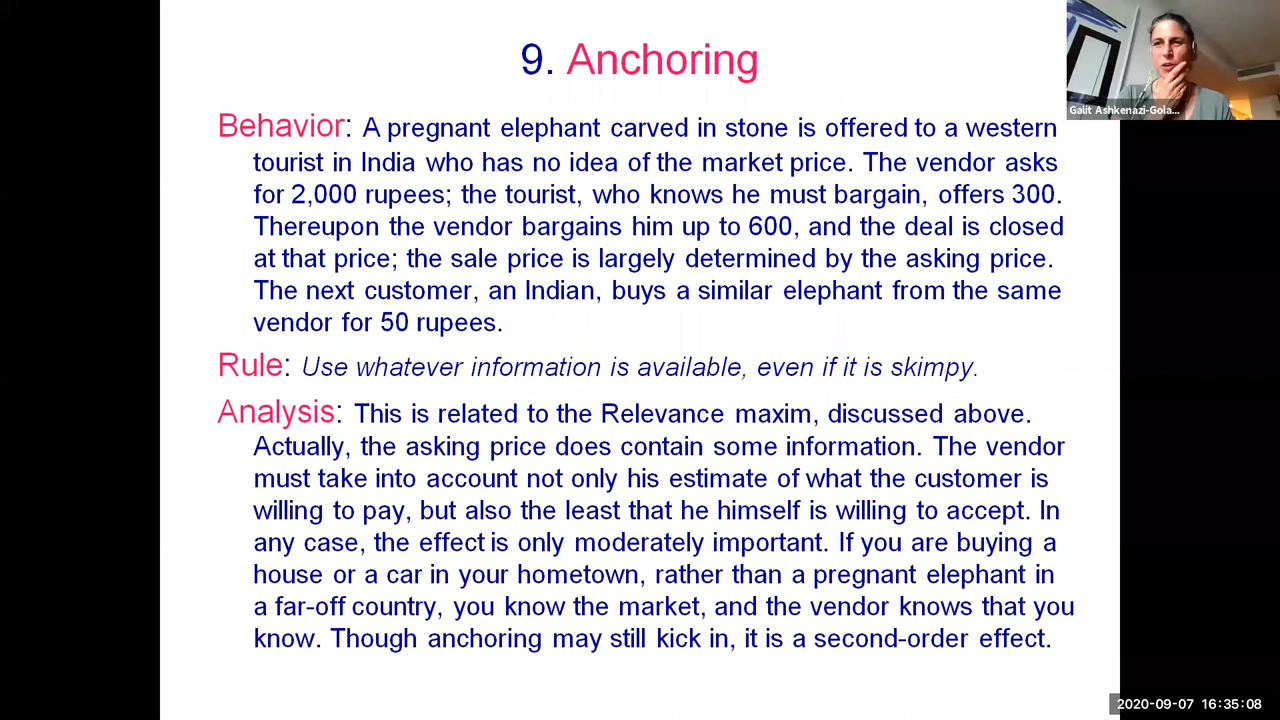 9. Anchoring
Galit Ashkenazi-Gola...
Behavior: A pregnant elephant carved in stone is offered to a western
tourist in India who has no idea of the market price. The vendor asks
for 2,000 rupees; the tourist, who knows he must bargain, offers 300.
Thereupon the vendor bargains him up to 600, and the deal is closed
at that price; the sale price is largely determined by the asking price.
The next customer, an Indian, buys a similar elephant from the same
vendor for 50 rupees.
Rule: Use whatever information is available, even if it is skimpy.
Analysis: This is related to the Relevance maxim, discussed above.
Actually, the asking price does contain some information. The vendor
must take into account not only his estimate of what the customer is
willing to pay, but also the least that he himself is willing to accept. In
any case, the effect is only moderately important. If you are buying a
house or a car in your hometown, rather than a pregnant elephant in
a far-off country, you know the market, and the vendor knows that you
know. Though anchoring may still kick in, it is a second-order effect.
2020-09-07 16:35:08